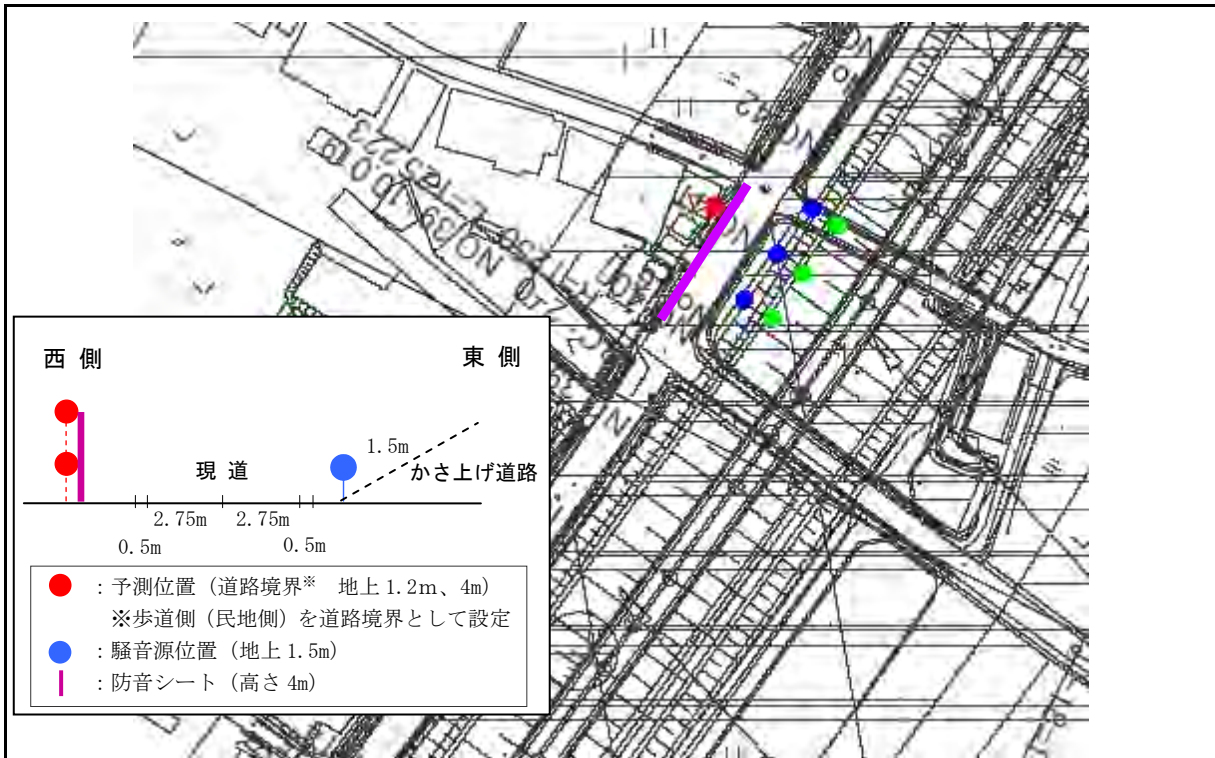 西 側
東 側
1.5m
現 道
かさ上げ道路
2.75m
2.75m
0.5m
0.5m
：予測位置（道路境界※　地上 1.2m、4m）
※歩道側（民地側）を道路境界として設定
：騒音源位置（地上 1.5m）
：防音シート（高さ 4m）